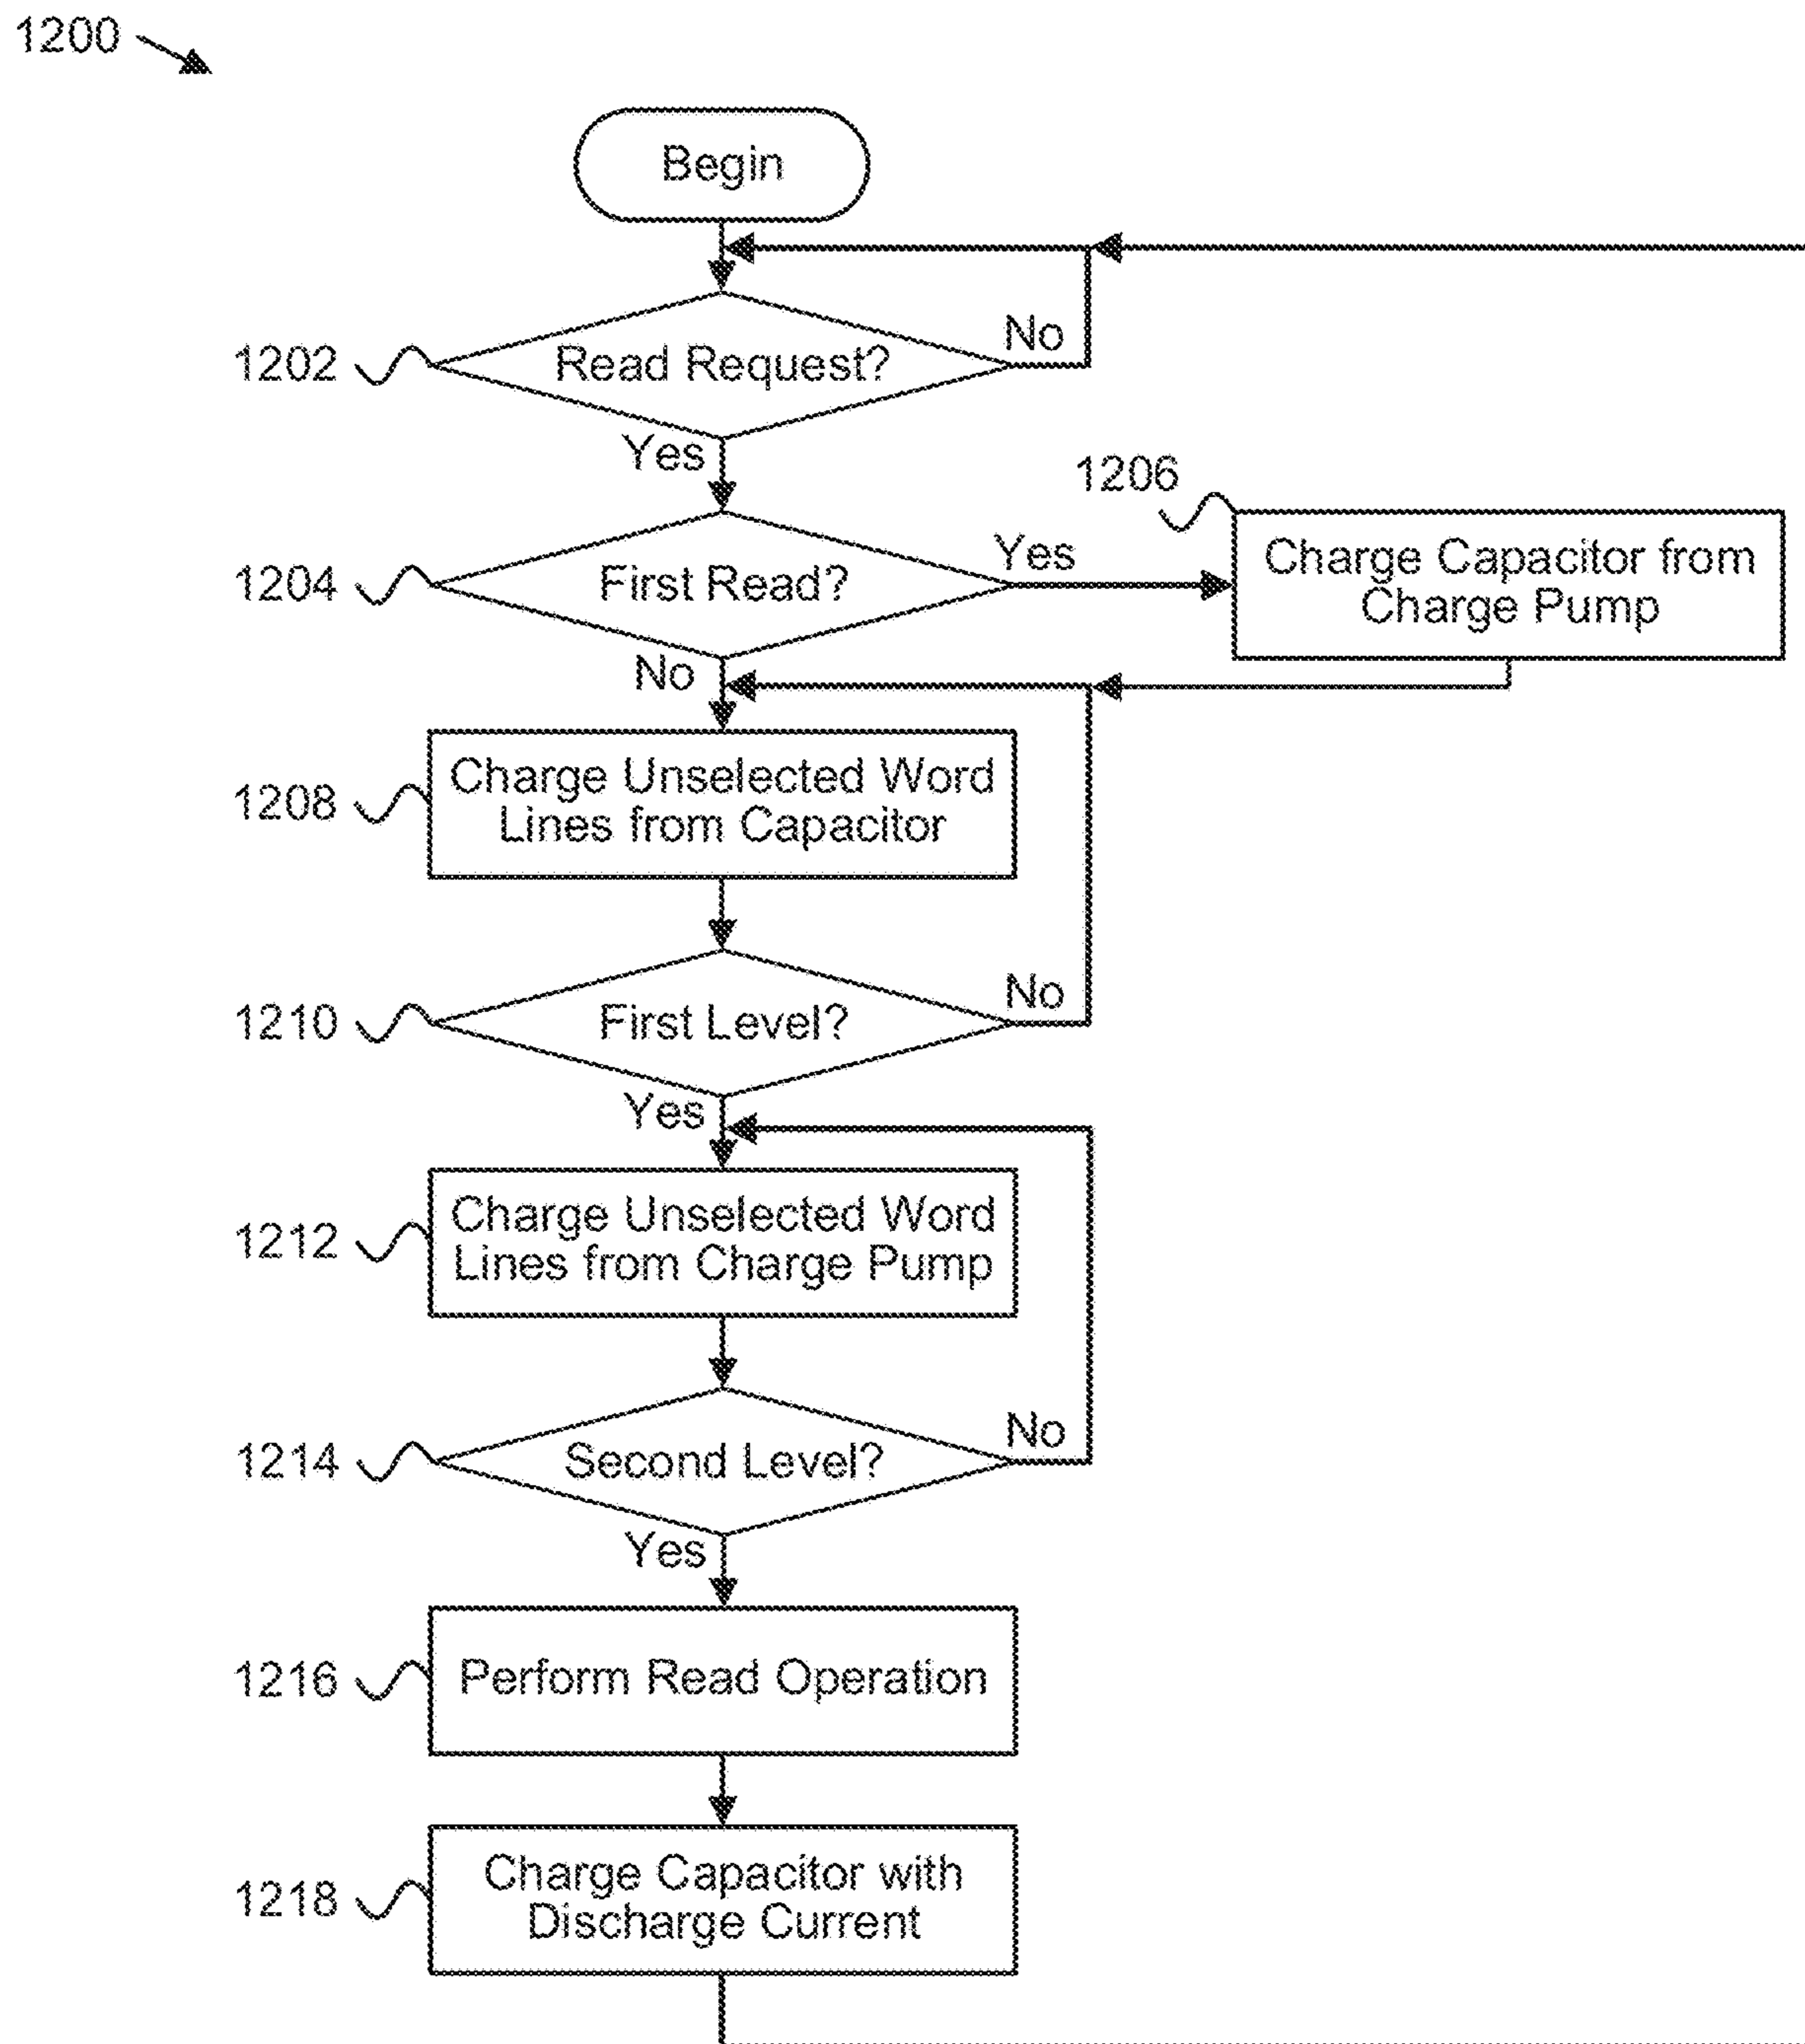 1200
Begin
1202
Read Request?
No
Yes
1206
1204
First Read?
Yes
Charge Capacitor from
Charge Pump
No
1208
Charge Unselected Word
Lines from Capacitor
1210
First Level?
No
Yes
1212
Charge Unselected Word
Lines from Charge Pump
1214
Second Level?
No
Yes
1216
Perform Read Operation
1218
Charge Capacitor with
Discharge Current